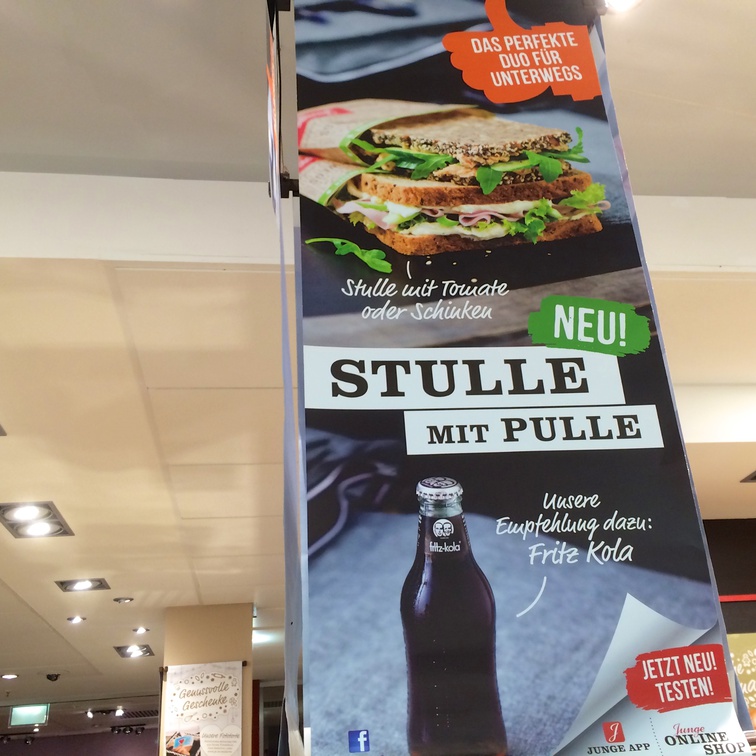 DAS PERFEKTE
DUO FÜR
UNTERWEGS
Stulle mit Tomate
oder Schinken
NEU!
STULLE
MIT PULLE
Unsere
Empfehlung dazu:
Fritz Kola
fritz-kola
JETZT NEU!
TESTEN!
J
JUNGE APP
Junge
ONLINE
SHOP
f
Genussvolle
Geschenke